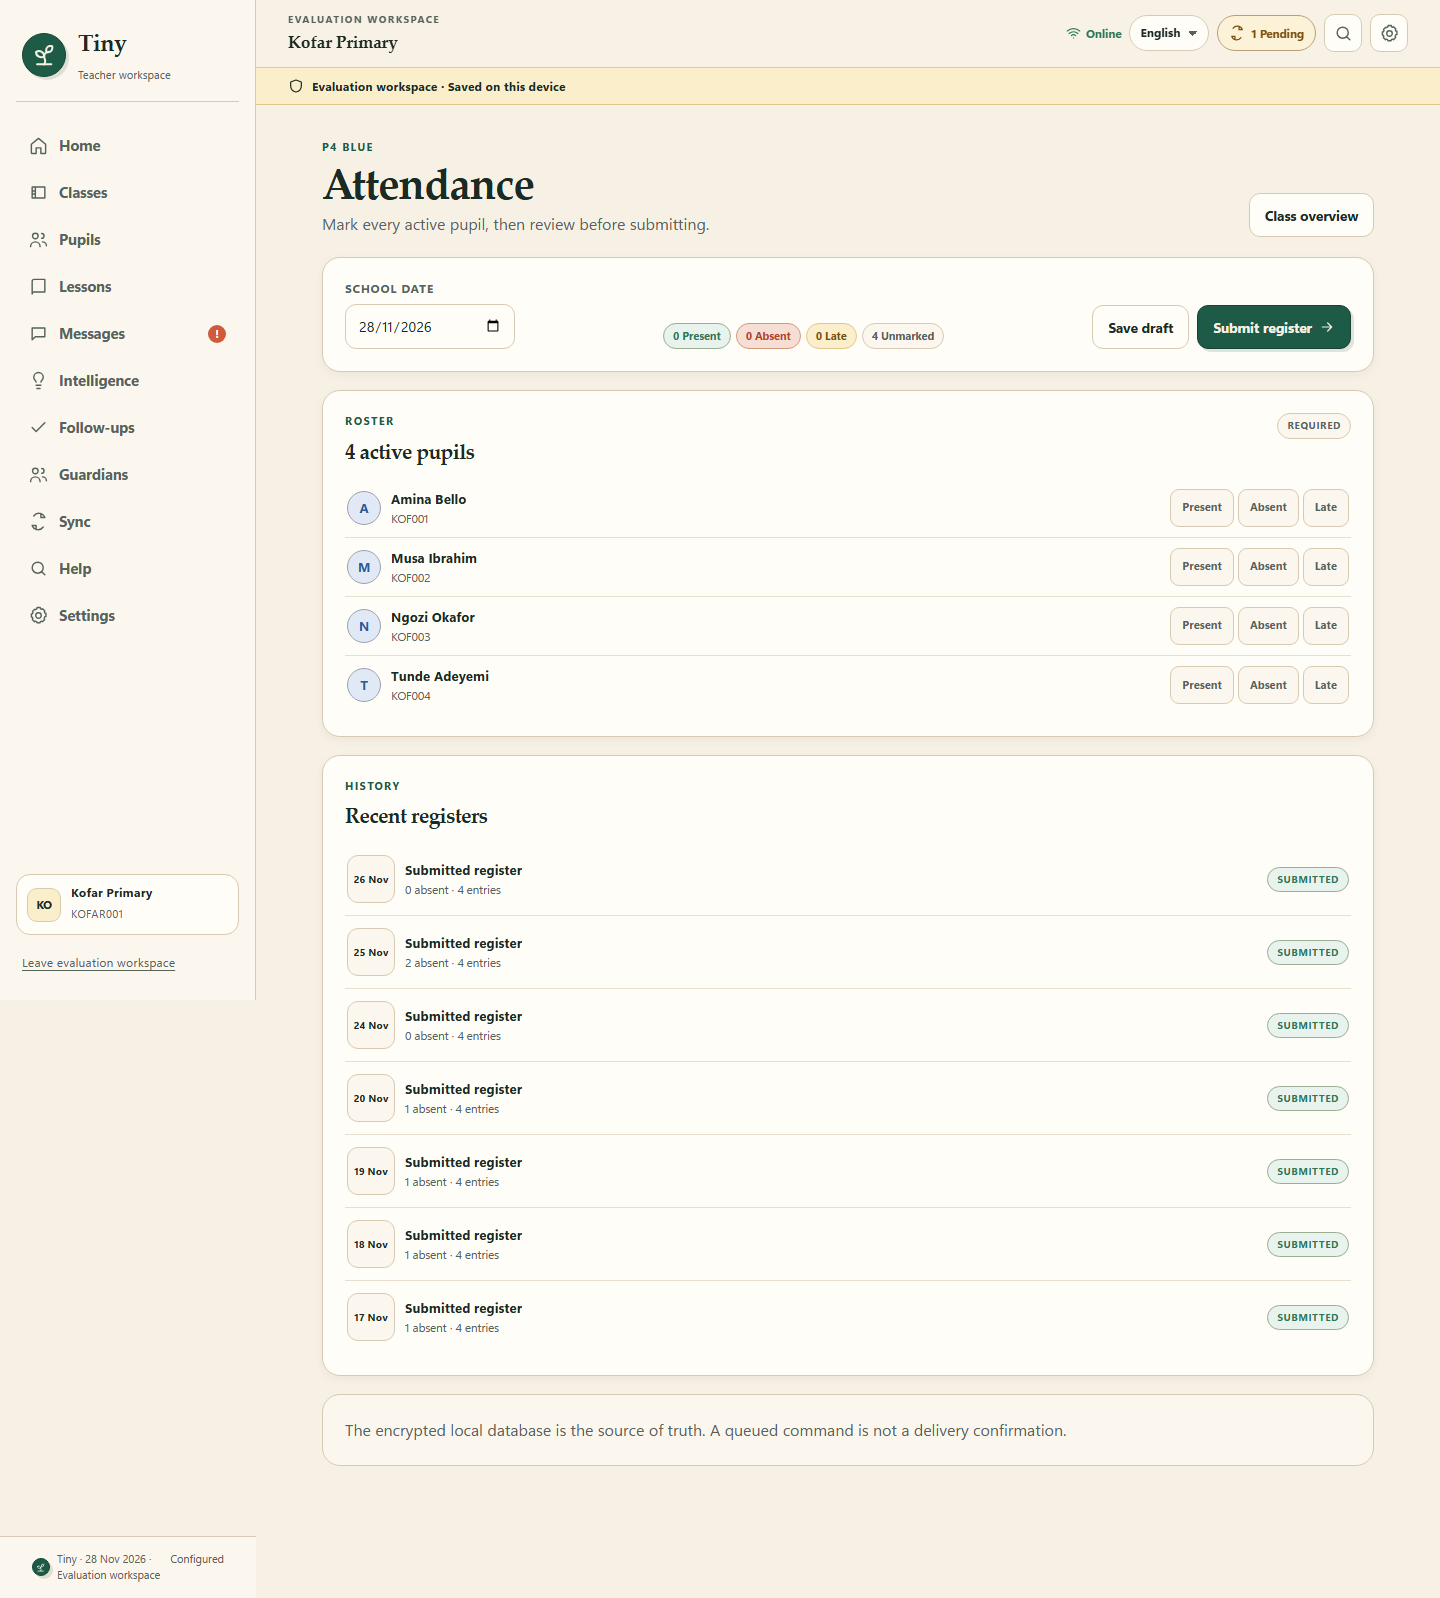 Tiny
Teacher workspace
Home
Classes
Pupils
Lessons
Messages
!
Intelligence
Follow-ups
Guardians
Sync
Help
Settings
KO
Kofar Primary
KOFAR001
Leave evaluation workspace
Tiny · 28 Nov 2026 ·
Evaluation workspace
Configured
EVALUATION WORKSPACE
Kofar Primary
Online
English
1 Pending
Evaluation workspace · Saved on this device
P4 BLUE
Attendance
Mark every active pupil, then review before submitting.
Class overview
SCHOOL DATE
28/11/2026
0 Present
0 Absent
0 Late
4 Unmarked
Save draft
Submit register
ROSTER
4 active pupils
REQUIRED
A
Amina Bello
KOF001
Present
Absent
Late
M
Musa Ibrahim
KOF002
Present
Absent
Late
N
Ngozi Okafor
KOF003
Present
Absent
Late
T
Tunde Adeyemi
KOF004
Present
Absent
Late
HISTORY
Recent registers
26 Nov
Submitted register
0 absent · 4 entries
SUBMITTED
25 Nov
Submitted register
2 absent · 4 entries
SUBMITTED
24 Nov
Submitted register
0 absent · 4 entries
SUBMITTED
20 Nov
Submitted register
1 absent · 4 entries
SUBMITTED
19 Nov
Submitted register
1 absent · 4 entries
SUBMITTED
18 Nov
Submitted register
1 absent · 4 entries
SUBMITTED
17 Nov
Submitted register
1 absent · 4 entries
SUBMITTED
The encrypted local database is the source of truth. A queued command is not a delivery confirmation.